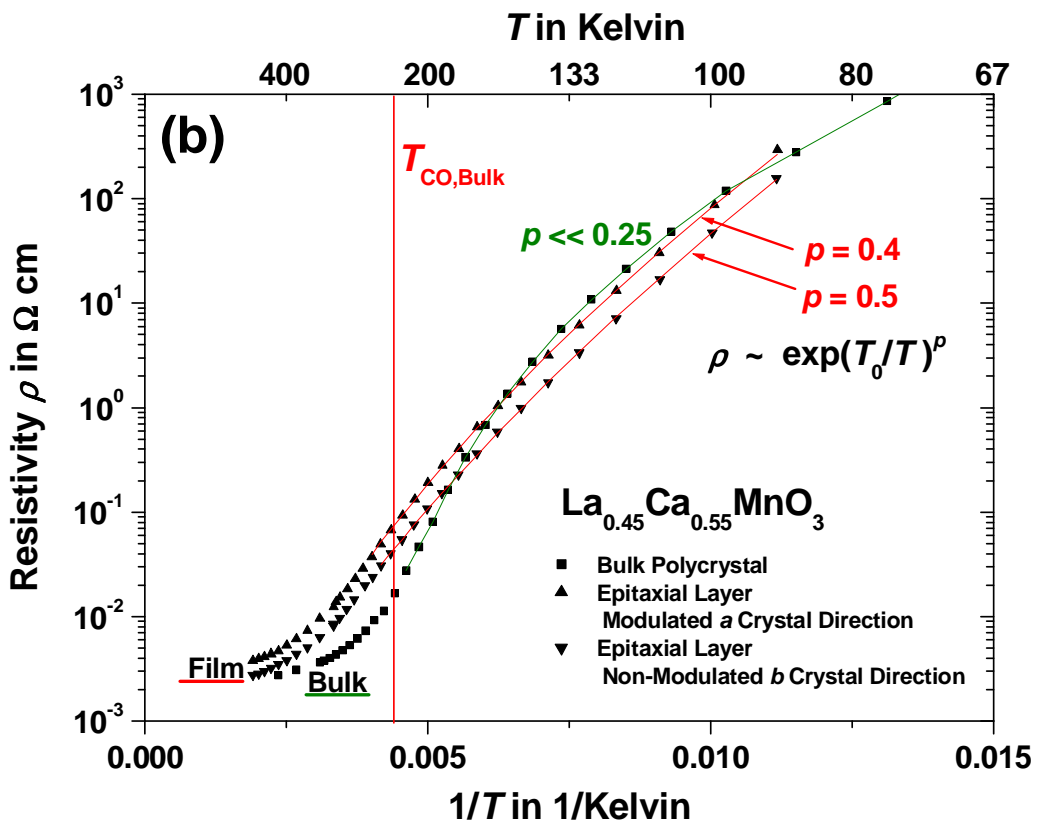 T in Kelvin
400 200 133 100 80 67
10³
10²
10¹
10⁰
10⁻¹
10⁻²
10⁻³
Resistivity ρ in Ω cm
(b)
T_CO,Bulk
p << 0.25
p = 0.4
p = 0.5
ρ ~ exp(T₀/T)ᵖ
La₀.₄₅Ca₀.₅₅MnO₃
Bulk Polycrystal
Epitaxial Layer
Modulated a Crystal Direction
Epitaxial Layer
Non-Modulated b Crystal Direction
Film
Bulk
0.000 0.005 0.010 0.015
1/T in 1/Kelvin